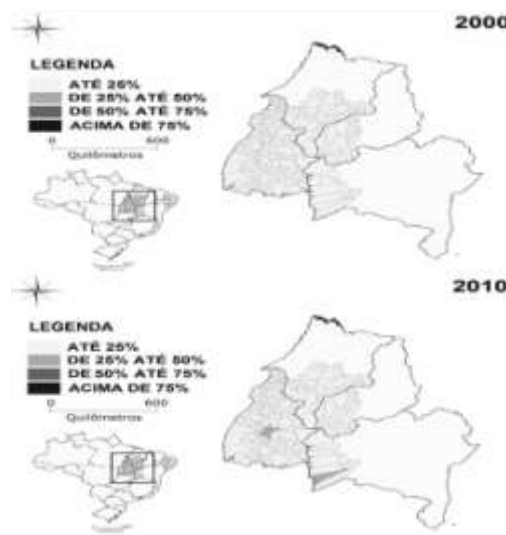 2000
LEGENDA
ATÉ 25%
DE 25% ATÉ 50%
DE 50% ATÉ 75%
ACIMA DE 75%
0 600
Quilômetros
2010
LEGENDA
ATÉ 25%
DE 25% ATÉ 50%
DE 50% ATÉ 75%
ACIMA DE 75%
0 600
Quilômetros